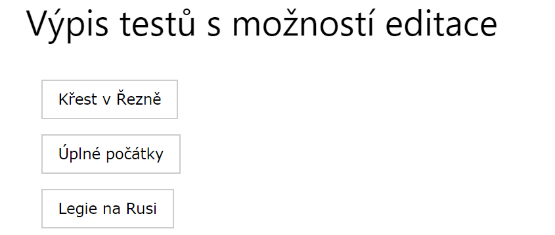 Výpis testů s možností editace
Křest v Řezně
Úplné počátky
Legie na Rusi